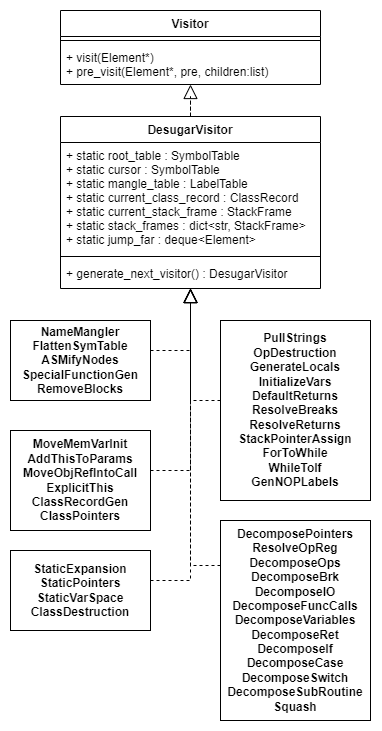 Visitor
+ visit(Element*)
+ pre_visit(Element*, pre, children:list)
DesugarVisitor
+ static root_table : SymbolTable
+ static cursor : SymbolTable
+ static mangle_table : LabelTable
+ static current_class_record : ClassRecord
+ static current_stack_frame : StackFrame
+ static stack_frames : dict<str, StackFrame>
+ static jump_far : deque<Element>
+ generate_next_visitor() : DesugarVisitor
NameMangler
FlattenSymTable
ASMifyNodes
SpecialFunctionGen
RemoveBlocks
PullStrings
OpDestruction
GenerateLocals
InitializeVars
DefaultReturns
ResolveBreaks
ResolveReturns
StackPointerAssign
ForToWhile
WhileToIf
GenNOPLabels
MoveMemVarInit
AddThisToParams
MoveObjRefIntoCall
ExplicitThis
ClassRecordGen
ClassPointers
StaticExpansion
StaticPointers
StaticVarSpace
ClassDestruction
DecomposePointers
ResolveOpReg
DecomposeOps
DecomposeBrk
DecomposeIO
DecomposeFuncCalls
DecomposeVariables
DecomposeRet
DecomposeIf
DecomposeCase
DecomposeSwitch
DecomposeSubRoutine
Squash